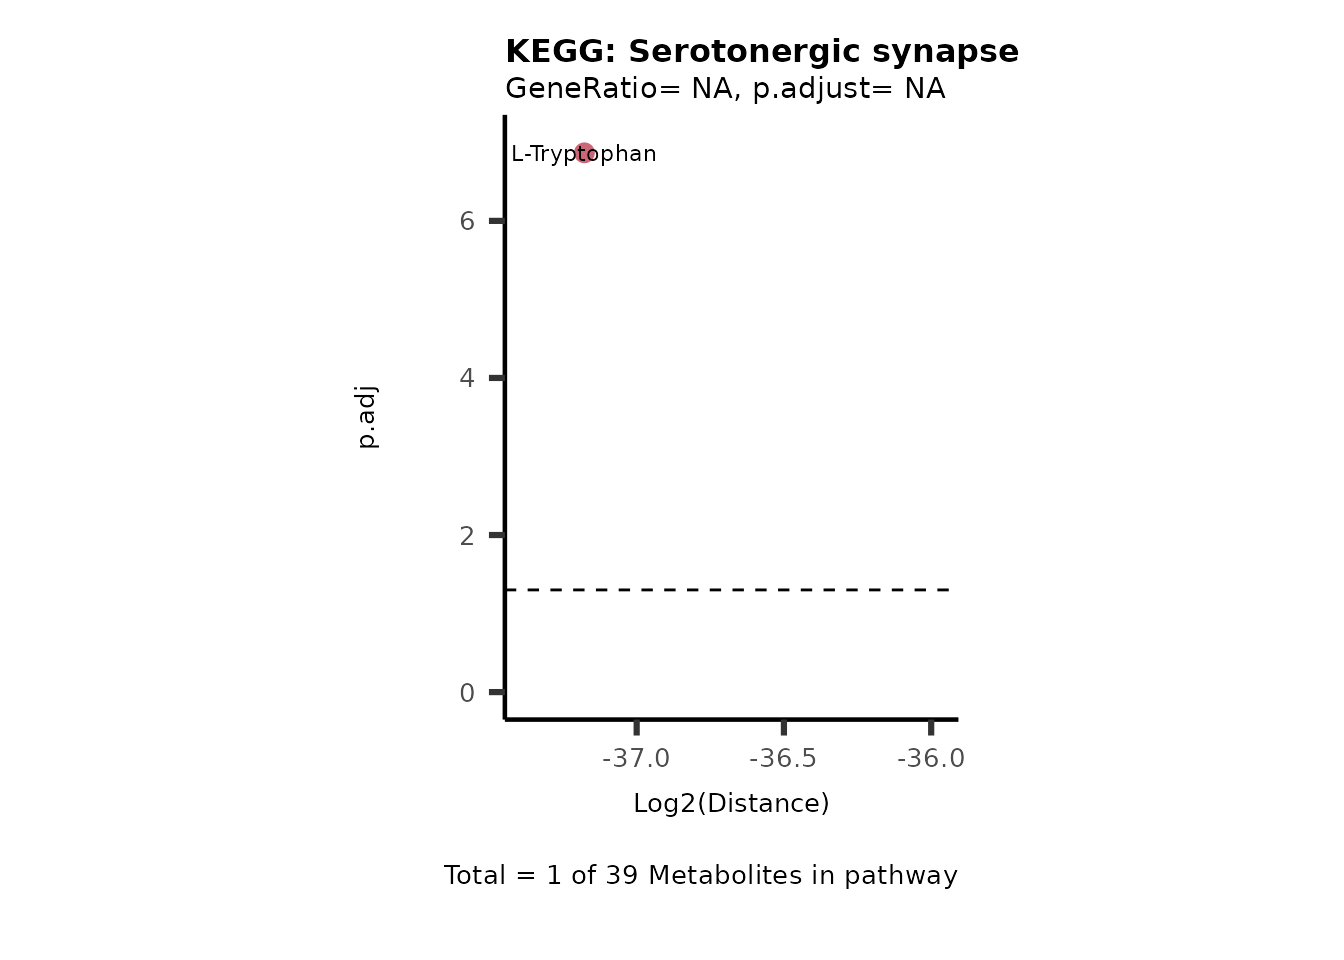 KEGG: Serotonergic synapse
GeneRatio= NA, p.adjust= NA
L-Tryptophan
6
4
p.adj
2
0
-37.0 -36.5 -36.0
Log2(Distance)
Total = 1 of 39 Metabolites in pathway